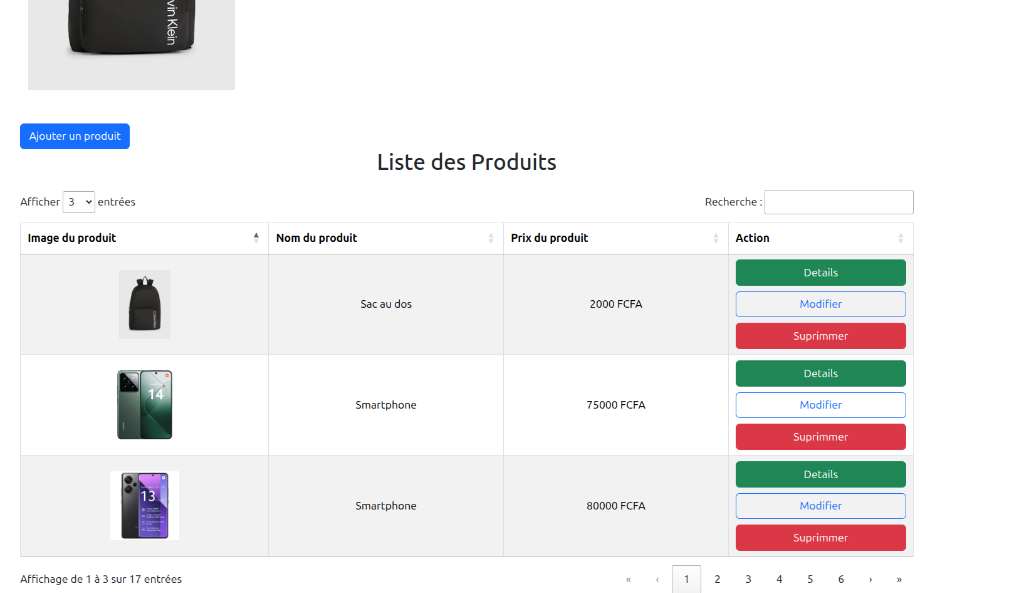 Calvin Klein
Ajouter un produit
Liste des Produits
Afficher 3 entrées
Recherche :
Image du produit Nom du produit Prix du produit Action
Sac au dos 2000 FCFA
Details
Modifier
Suprimmer
14
Smartphone 75000 FCFA
Details
Modifier
Suprimmer
13
Smartphone 80000 FCFA
Details
Modifier
Suprimmer
Affichage de 1 à 3 sur 17 entrées
« ‹ 1 2 3 4 5 6 › »